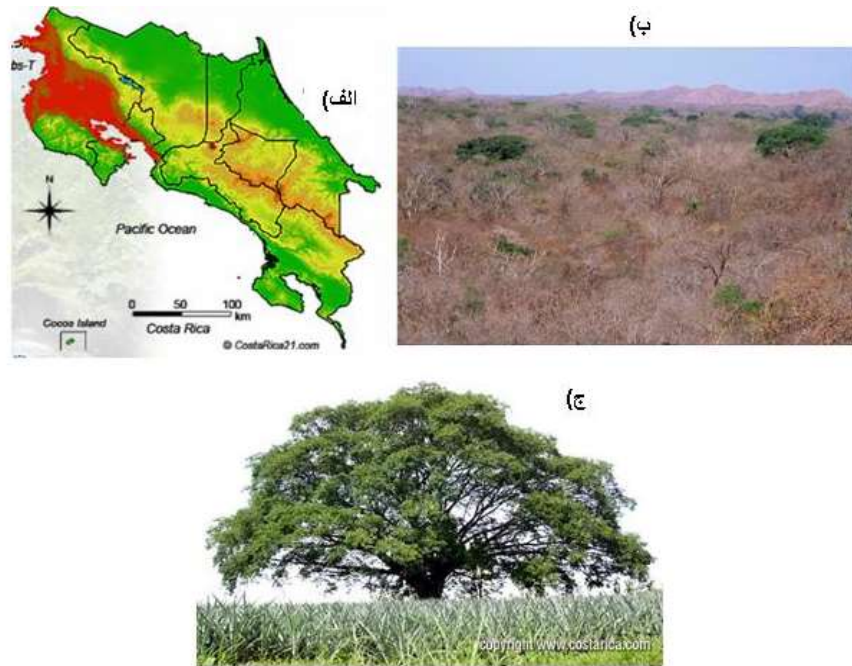 ب)
الف)
bs-T
N
Pacific Ocean
0 50 100
km
Cocos Island
Costa Rica
© CostaRica21.com
ج)
copyright www.costarica.com